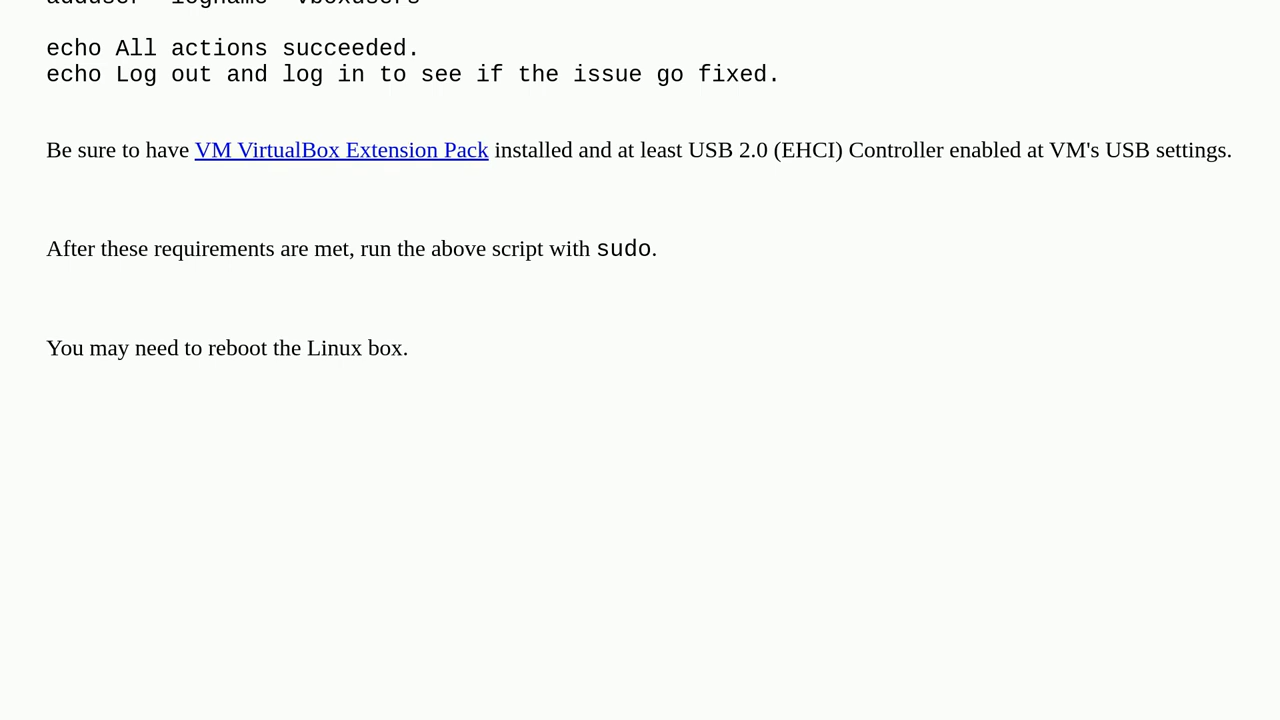 echo All actions succeeded.
echo Log out and log in to see if the issue go fixed.
Be sure to have VM VirtualBox Extension Pack installed and at least USB 2.0 (EHCI) Controller enabled at VM's USB settings.
After these requirements are met, run the above script with sudo.
You may need to reboot the Linux box.